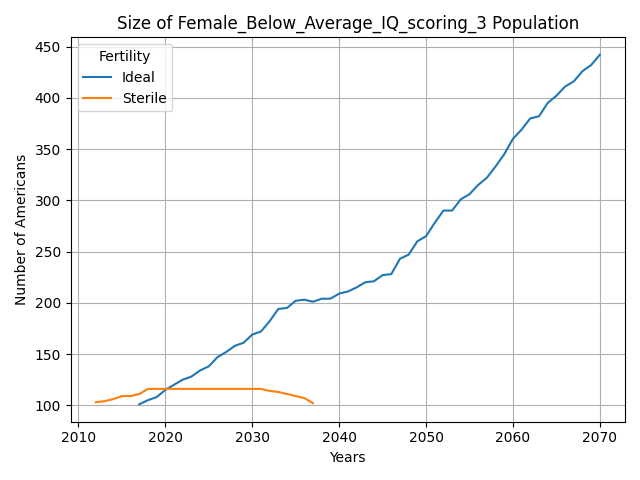 Size of Female_Below_Average_IQ_scoring_3 Population
Number of Americans
450
400
350
300
250
200
150
100
Fertility
Ideal
Sterile
2010 2020 2030 2040 2050 2060 2070
Years